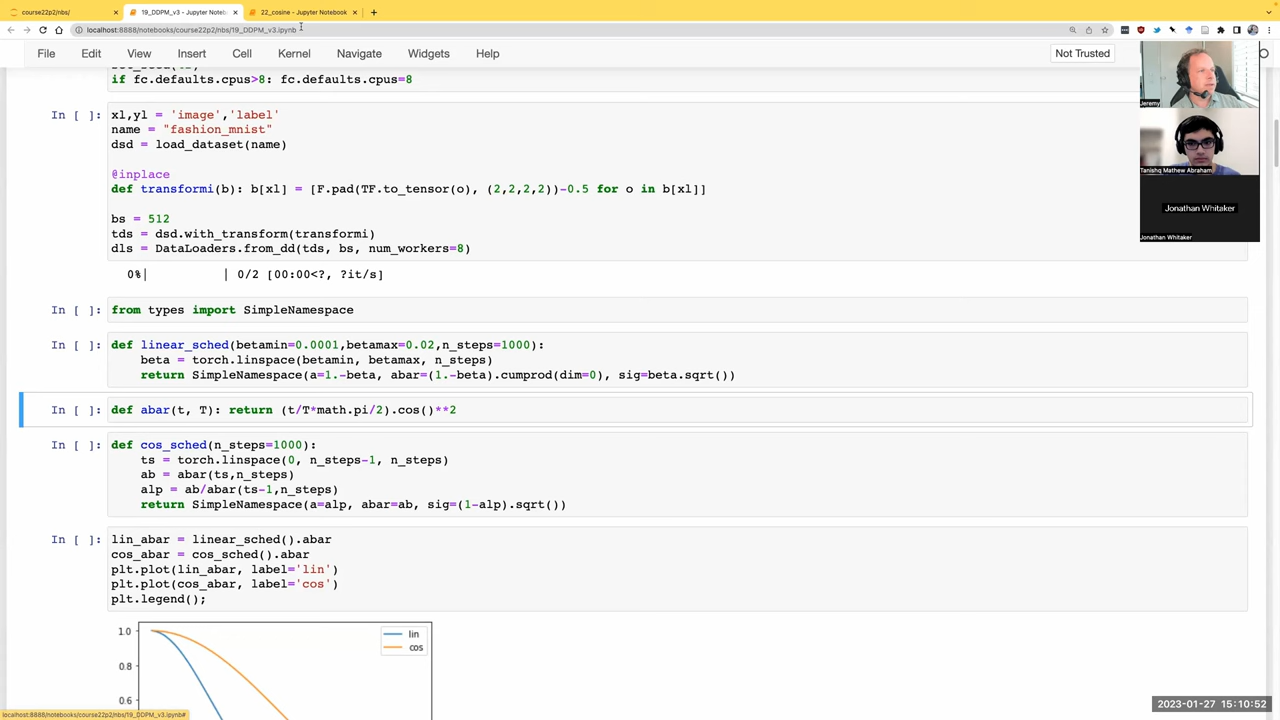 course22p2/nbs/
19_DDPM_v3 - Jupyter Noteb
22_cosine - Jupyter Notebook
localhost:8888/notebooks/course22p2/nbs/19_DDPM_v3.ipynb
File Edit View Insert Cell Kernel Navigate Widgets Help
Not Trusted
if fc.defaults.cpus>8: fc.defaults.cpus=8
In [ ]:
xl,yl = 'image','label'
name = "fashion_mnist"
dsd = load_dataset(name)
@inplace
def transformi(b): b[xl] = [F.pad(TF.to_tensor(o), (2,2,2,2))-0.5 for o in b[xl]]
bs = 512
tds = dsd.with_transform(transformi)
dls = DataLoaders.from_dd(tds, bs, num_workers=8)
0%| | 0/2 [00:00<?, ?it/s]
In [ ]: from types import SimpleNamespace
In [ ]: def linear_sched(betamin=0.0001,betamax=0.02,n_steps=1000):
beta = torch.linspace(betamin, betamax, n_steps)
return SimpleNamespace(a=1.-beta, abar=(1.-beta).cumprod(dim=0), sig=beta.sqrt())
In [ ]: def abar(t, T): return (t/T*math.pi/2).cos()**2
In [ ]: def cos_sched(n_steps=1000):
ts = torch.linspace(0, n_steps-1, n_steps)
ab = abar(ts,n_steps)
alp = ab/abar(ts-1,n_steps)
return SimpleNamespace(a=alp, abar=ab, sig=(1-alp).sqrt())
In [ ]: lin_abar = linear_sched().abar
cos_abar = cos_sched().abar
plt.plot(lin_abar, label='lin')
plt.plot(cos_abar, label='cos')
plt.legend();
1.0
0.8
0.6
lin
cos
Jeremy
Tanishq Mathew Abraham
Jonathan Whitaker
Jonathan Whitaker
localhost:8888/notebooks/course22p2/nbs/19_DDPM_v3.ipynb#
2023-01-27 15:10:52